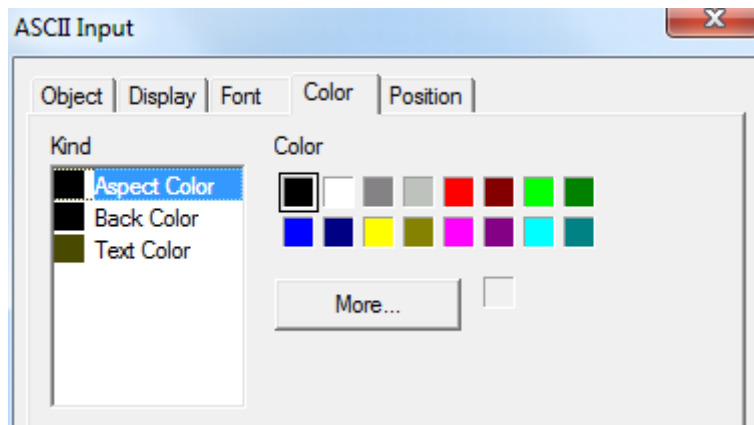 ASCII Input
Object Display Font Color Position
Kind
Color
Aspect Color
Back Color
Text Color
More...